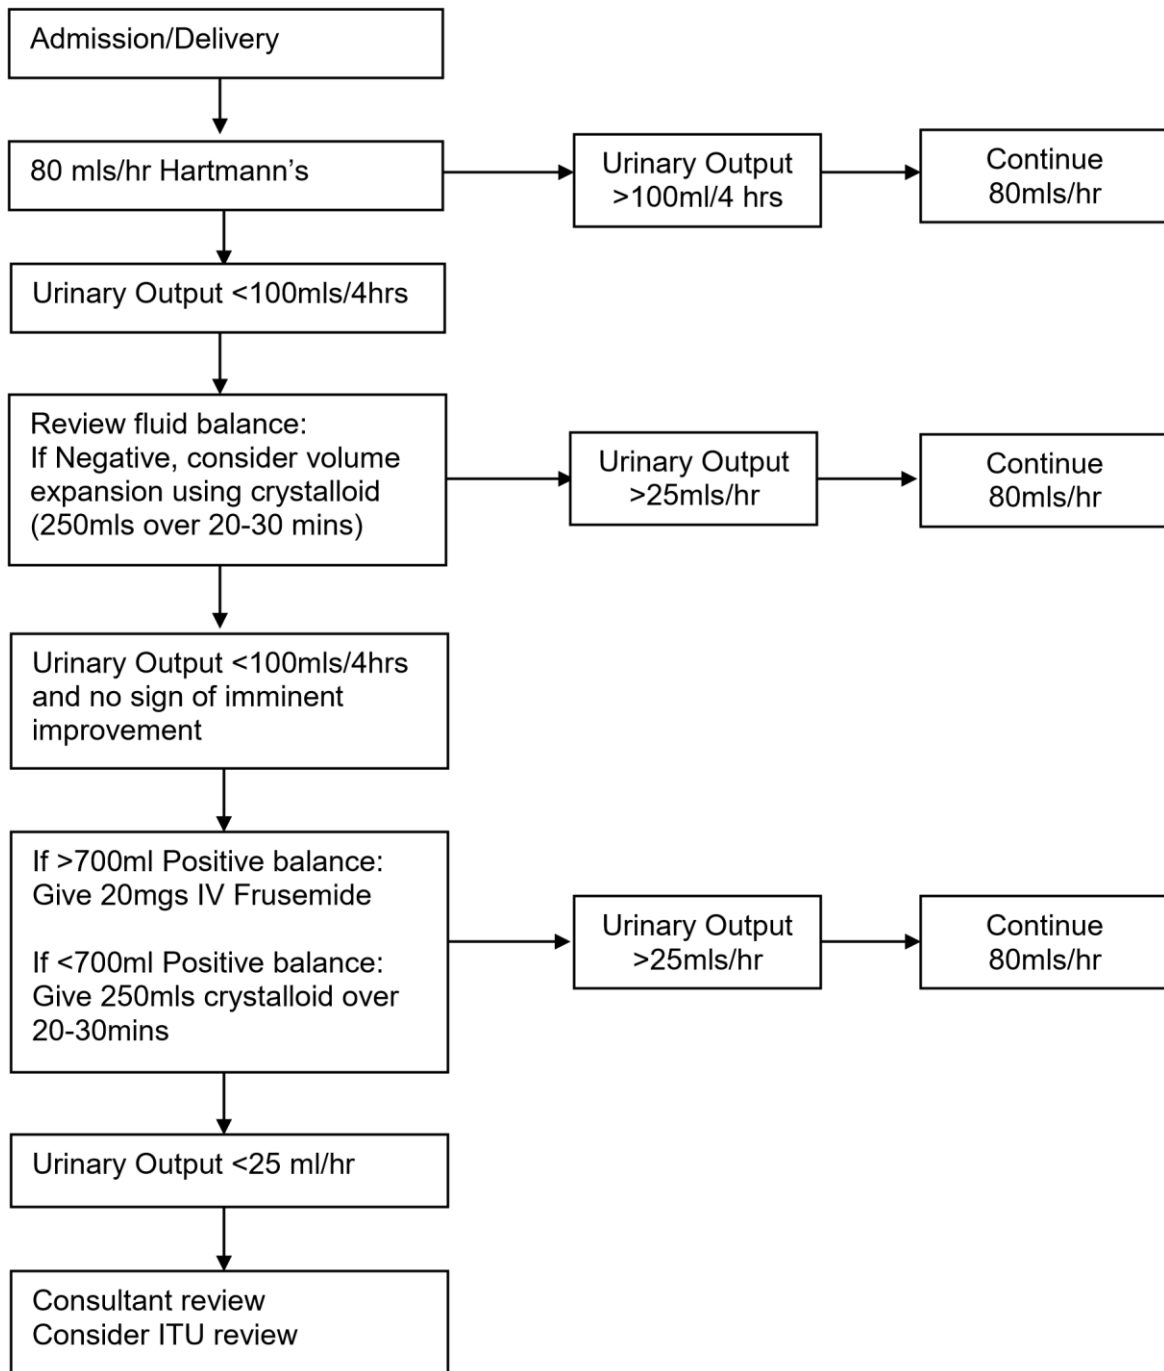 Admission/Delivery
80 mls/hr Hartmann’s
Urinary Output
>100ml/4 hrs
Continue
80mls/hr
Urinary Output <100mls/4hrs
Review fluid balance:
If Negative, consider volume
expansion using crystalloid
(250mls over 20-30 mins)
Urinary Output
>25mls/hr
Continue
80mls/hr
Urinary Output <100mls/4hrs
and no sign of imminent
improvement
If >700ml Positive balance:
Give 20mgs IV Frusemide
If <700ml Positive balance:
Give 250mls crystalloid over
20-30mins
Urinary Output
>25mls/hr
Continue
80mls/hr
Urinary Output <25 ml/hr
Consultant review
Consider ITU review